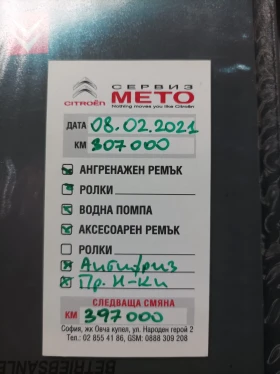 СЕРВИЗ
МЕТО
CITROËN
Nothing moves you like Citroën
ДАТА 08.02.2021
КМ 307000
АНГРЕНАЖЕН РЕМЪК
РОЛКИ
ВОДНА ПОМПА
АКСЕСОАРЕН РЕМЪК
РОЛКИ
Антифриз
Пр. Н-КИ
СЛЕДВАЩА СМЯНА
КМ 397000
София, жк Овча купел, ул. Народен герой 2
Тел.: 02 855 41 86, GSM: 0888 309 208
BETRIEBSANLE